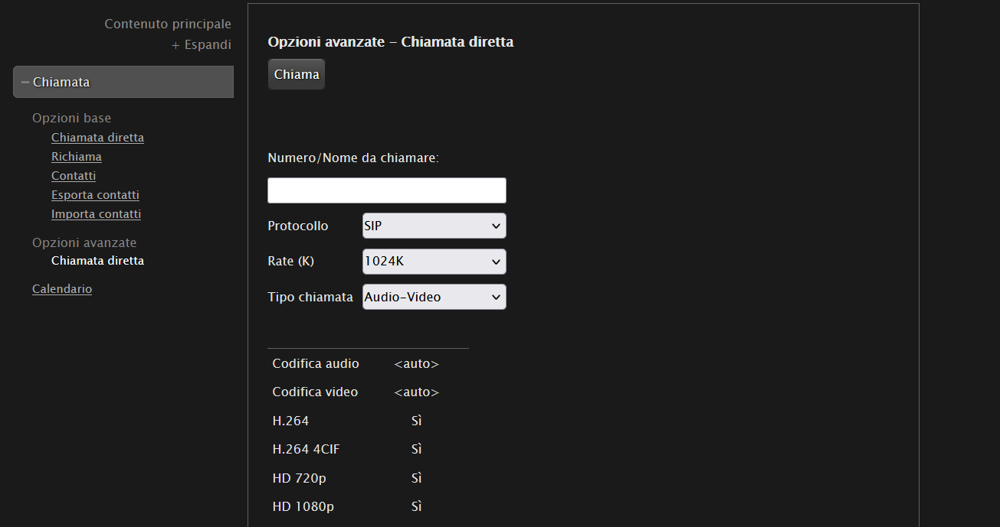 Contenuto principale
+ Espandi
− Chiamata
Opzioni base
Chiamata diretta
Richiama
Contatti
Esporta contatti
Importa contatti
Opzioni avanzate
Chiamata diretta
Calendario
Opzioni avanzate − Chiamata diretta
Chiama
Numero/Nome da chiamare:
Protocollo SIP
Rate (K) 1024K
Tipo chiamata Audio−Video
Codifica audio <auto>
Codifica video <auto>
H.264 Sì
H.264 4CIF Sì
HD 720p Sì
HD 1080p Sì